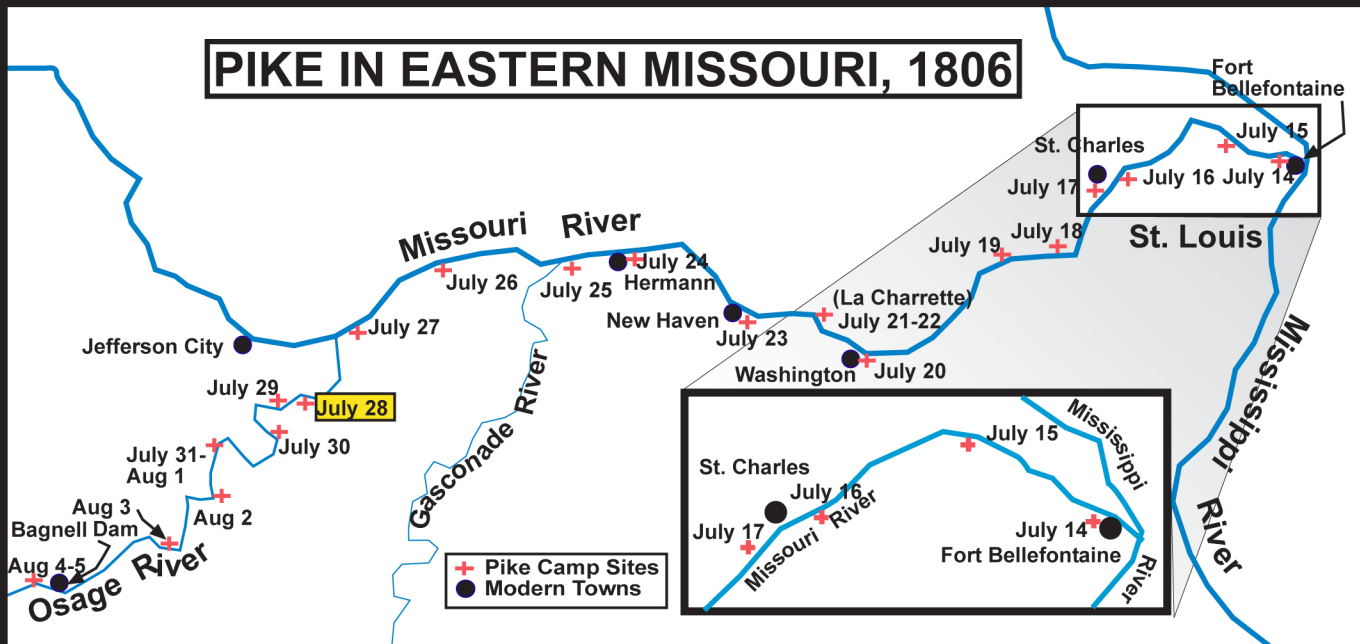 PIKE IN EASTERN MISSOURI, 1806
Fort
Bellefontaine
July 15
St. Charles
July 16
July 14
July 17
St. Louis
July 18
July 19
Missouri River
July 24
Hermann
July 25
July 26
(La Charrette)
July 21-22
New Haven
July 23
July 27
Jefferson City
Washington
July 20
July 29
July 28
July 30
July 31-
Aug 1
Aug 2
Aug 3
Bagnell Dam
Aug 4-5
Osage River
Gasconade River
Mississippi River
Pike Camp Sites
Modern Towns
Mississippi
July 15
St. Charles
July 16
July 17
Missouri River
July 14
Fort Bellefontaine
River